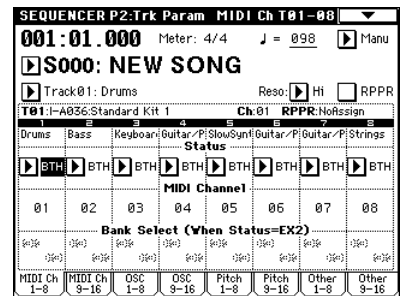 SEQUENCER P2:Trk Param MIDI Ch T01-08
001:01.000 Meter: 4/4 ♩ = 098 Manu
S000: NEW SONG
Track01: Drums Reso: Hi RPPR
T01:I-A036:Standard Kit 1 Ch:01 RPPR:NoAssign
1 2 3 4 5 6 7 8
Drums Bass Keyboar Guitar/P SlowSynt Guitar/P Guitar/P Strings
Status
BTH BTH BTH BTH BTH BTH BTH BTH
MIDI Channel
01 02 03 04 05 06 07 08
Bank Select (When Status=EX2)
MIDI Ch 1-8 MIDI Ch 9-16 OSC 1-8 OSC 9-16 Pitch 1-8 Pitch 9-16 Other 1-8 Other 9-16